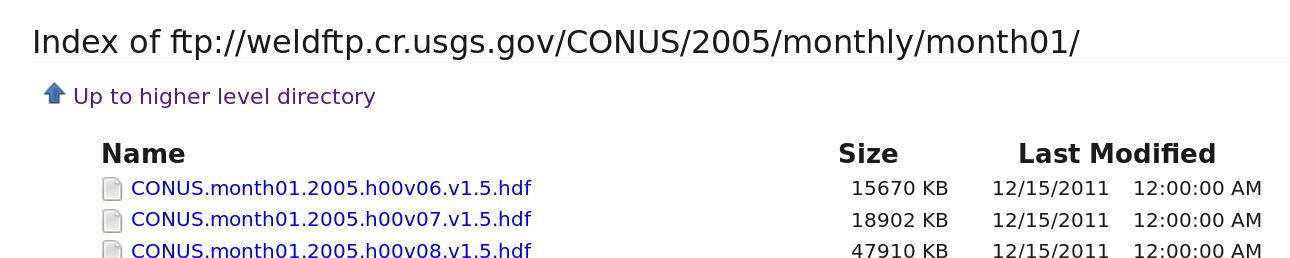 Index of ftp://weldftp.cr.usgs.gov/CONUS/2005/monthly/month01/
Up to higher level directory
Name Size Last Modified
CONUS.month01.2005.h00v06.v1.5.hdf 15670 KB 12/15/2011 12:00:00 AM
CONUS.month01.2005.h00v07.v1.5.hdf 18902 KB 12/15/2011 12:00:00 AM
CONUS.month01.2005.h00v08.v1.5.hdf 47910 KB 12/15/2011 12:00:00 AM